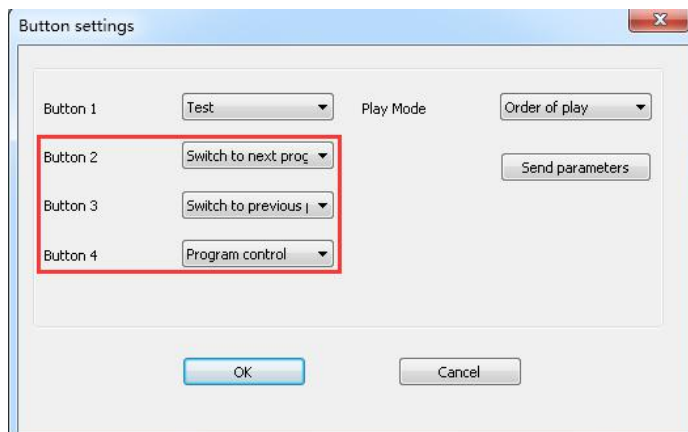 Button settings
Button 1 Test Play Mode Order of play
Button 2 Switch to next prog
Send parameters
Button 3 Switch to previous
Button 4 Program control
OK Cancel